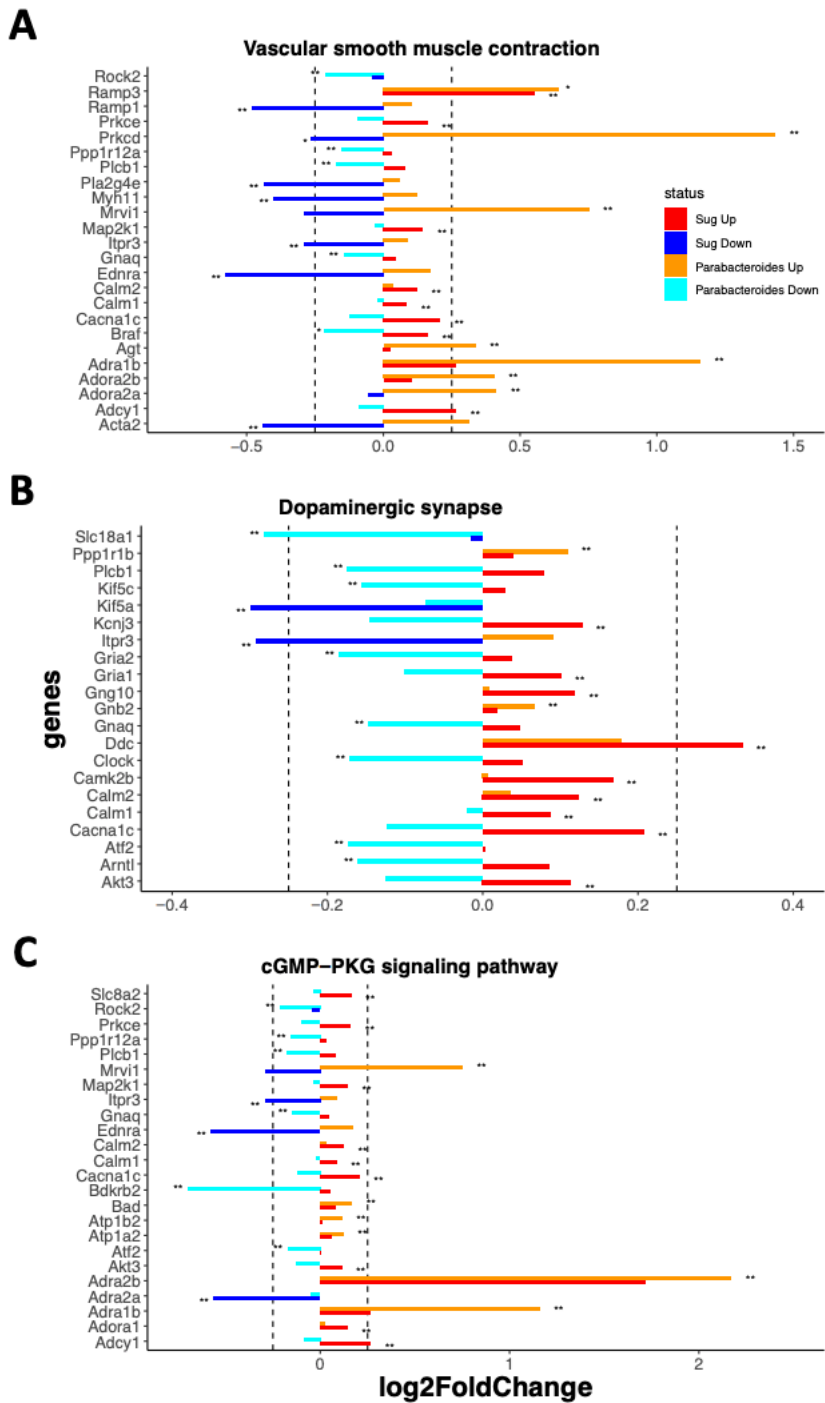 A
Vascular smooth muscle contraction
Rock2 **
Ramp3 * **
Ramp1 **
Prkce **
Prkcd * **
Ppp1r12a **
Plcb1 **
Pla2g4e **
Myh11 **
Mrvi1 **
Map2k1 **
Itpr3 **
Gnaq **
Ednra **
Calm2 **
Calm1 **
Cacna1c **
Braf * **
Agt **
Adra1b **
Adora2b **
Adora2a **
Adcy1 **
Acta2 **
−0.5 0.0 0.5 1.0 1.5
status
Sug Up
Sug Down
Parabacteroides Up
Parabacteroides Down
B
Dopaminergic synapse
genes
Slc18a1 **
Ppp1r1b **
Plcb1 **
Kif5c **
Kif5a **
Kcnj3 **
Itpr3 **
Gria2 **
Gria1 **
Gng10 **
Gnb2 **
Gnaq **
Ddc **
Clock **
Camk2b **
Calm2 **
Calm1 **
Cacna1c **
Atf2 **
Arntl **
Akt3 **
−0.4 −0.2 0.0 0.2 0.4
C
cGMP−PKG signaling pathway
Slc8a2 **
Rock2 **
Prkce **
Ppp1r12a **
Plcb1 **
Mrvi1 **
Map2k1 **
Itpr3 **
Gnaq **
Ednra **
Calm2 **
Calm1 **
Cacna1c **
Bdkrb2 **
Bad **
Atp1b2 **
Atp1a2 **
Atf2 **
Akt3 **
Adra2b **
Adra2a **
Adra1b **
Adora1 **
Adcy1 **
0 1 2
log2FoldChange